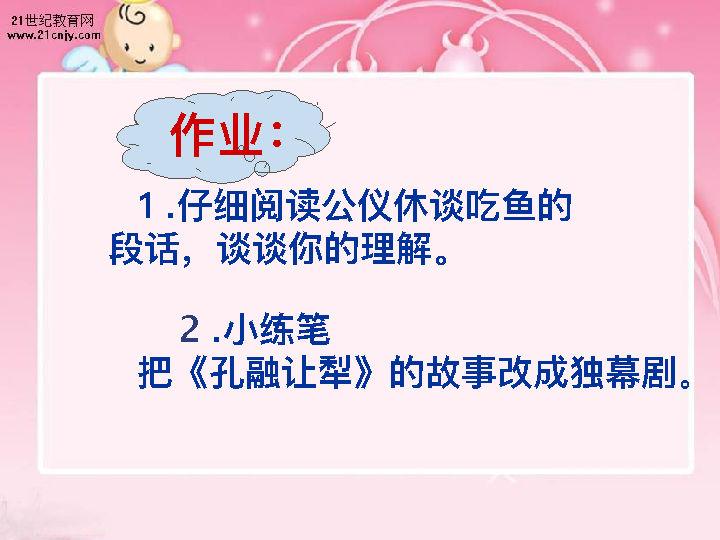 21世纪教育网
www.21cnjy.com
作业：
1 .仔细阅读公仪休谈吃鱼的
段话，谈谈你的理解。
2 .小练笔
把《孔融让犁》的故事改成独幕剧。